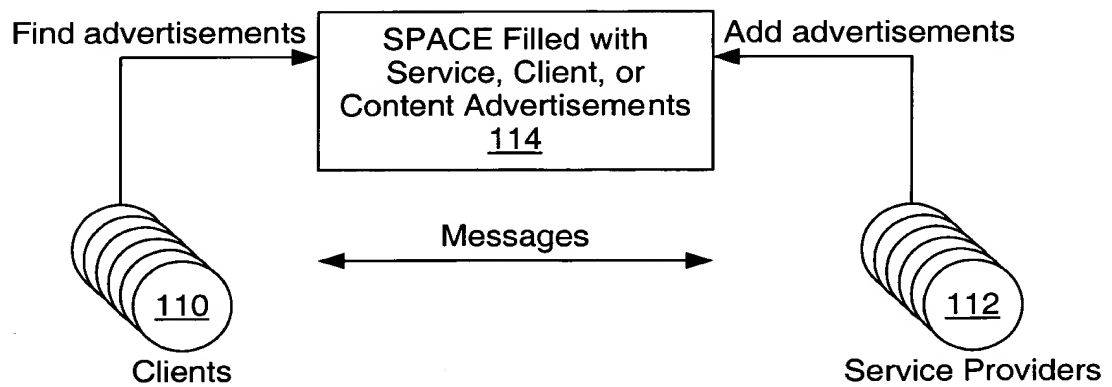 Find advertisements
SPACE Filled with
Service, Client, or
Content Advertisements
114
Add advertisements
Messages
110
Clients
112
Service Providers